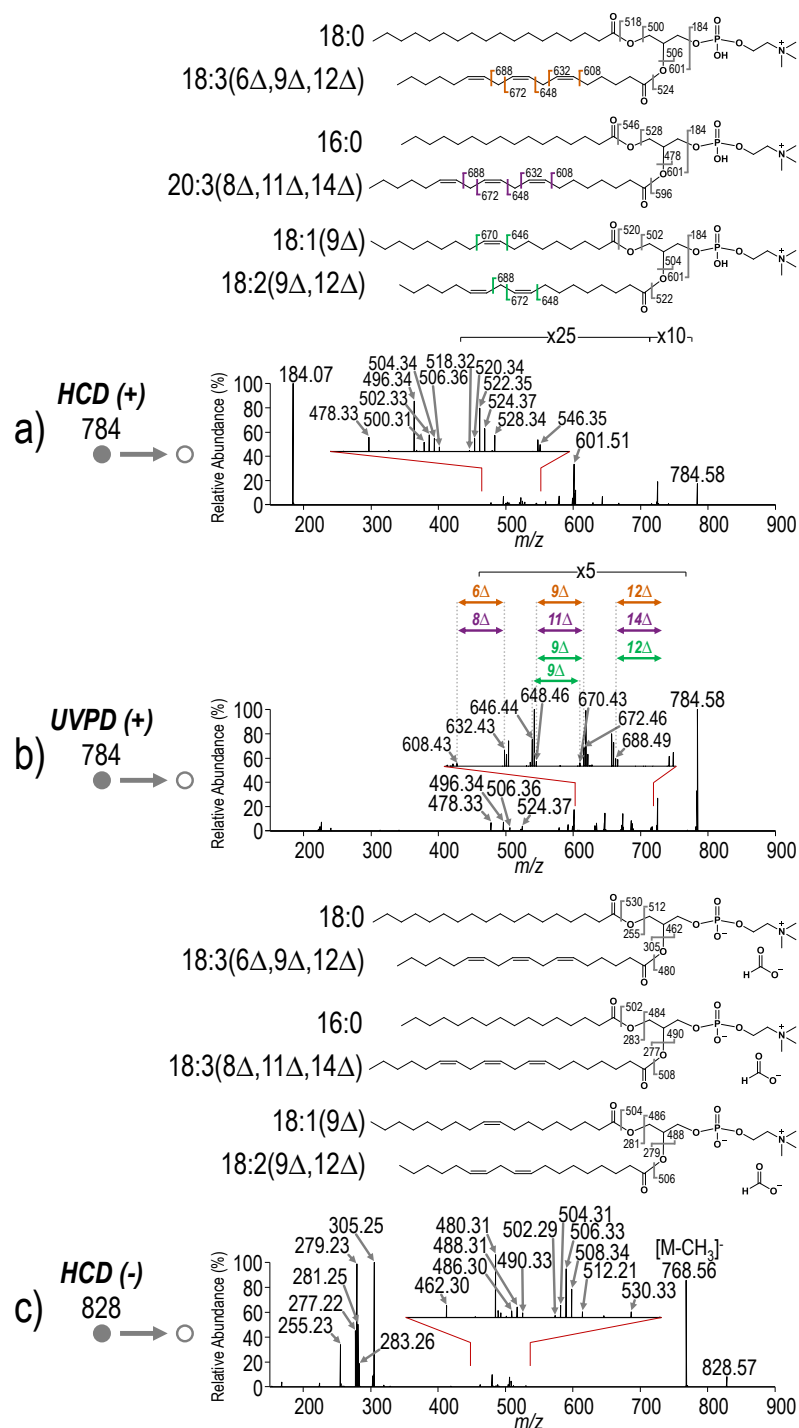 18:0
518 500 184
506
601
524
O O O P O OH N +
18:3(6Δ,9Δ,12Δ)
688 632 608
672 648
16:0
546 528 184
478
601
596
O O O P O OH N +
20:3(8Δ,11Δ,14Δ)
688 632 608
672 648
18:1(9Δ)
670 646
520 502 184
504
601
522
O O O P O OH N +
18:2(9Δ,12Δ)
688
672 648
a)
HCD (+)
784
x25 x10
184.07
478.33
496.34
504.34
502.33
500.31
506.36
518.32
520.34
522.35
524.37
528.34
546.35
601.51
784.58
Relative Abundance (%)
100
80
60
40
20
0
200 300 400 500 600 700 800 900
m/z
b)
UVPD (+)
784
x5
6Δ 9Δ 12Δ
8Δ 11Δ 14Δ
9Δ 12Δ
9Δ
608.43
632.43
646.44
648.46
670.43
672.46
688.49
784.58
496.34
478.33
506.36
524.37
Relative Abundance (%)
100
80
60
40
20
0
200 300 400 500 600 700 800 900
m/z
18:0
530 512
255 462
305
480
O O O P O O− N +
H O O−
18:3(6Δ,9Δ,12Δ)
16:0
502 484
283 490
277
508
O O O P O O− N +
H O O−
18:3(8Δ,11Δ,14Δ)
18:1(9Δ)
504 486
281 488
279
506
O O O P O O− N +
H O O−
18:2(9Δ,12Δ)
c)
HCD (-)
828
305.25
279.23
281.25
277.22
255.23
283.26
480.31
488.31
486.30
462.30
490.33
502.29
504.31
506.33
508.34
512.21
530.33
[M-CH3]-
768.56
828.57
Relative Abundance (%)
100
80
60
40
20
0
200 300 400 500 600 700 800 900
m/z